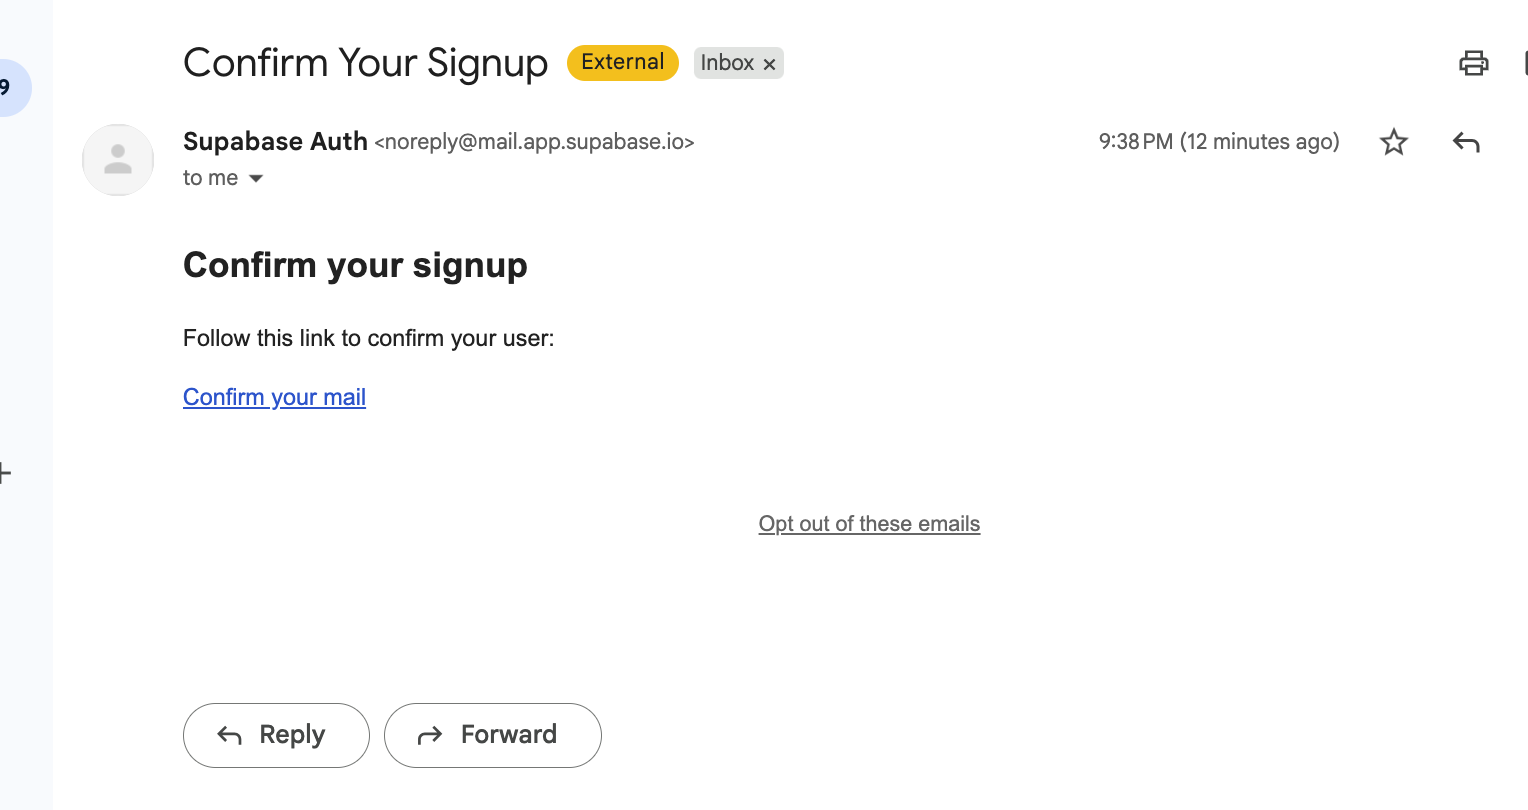 Confirm Your Signup External Inbox ×
9
Supabase Auth <noreply@mail.app.supabase.io> 9:38 PM (12 minutes ago)
to me
Confirm your signup
Follow this link to confirm your user:
Confirm your mail
Opt out of these emails
Reply Forward